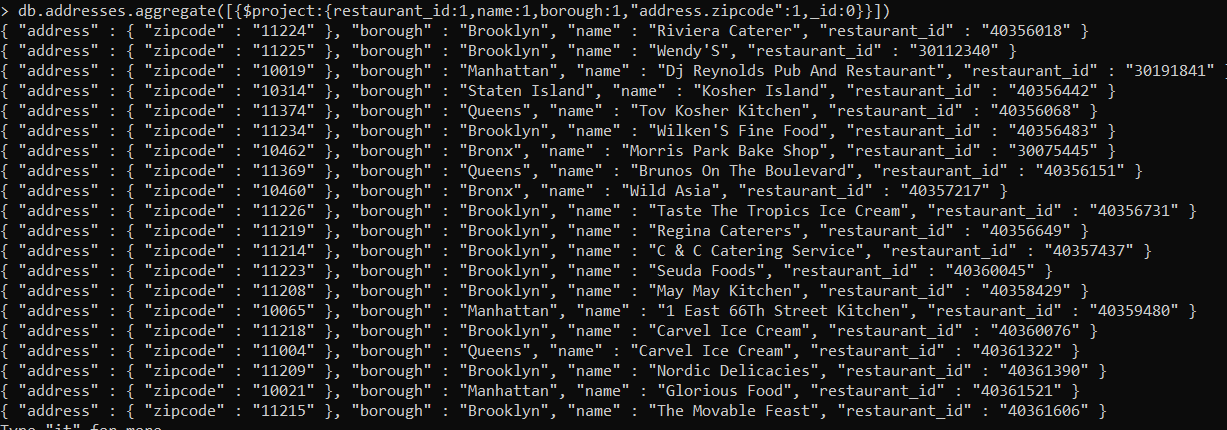 > db.addresses.aggregate([{$project:{restaurant_id:1,name:1,borough:1,"address.zipcode":1,_id:0}}])
{ "address" : { "zipcode" : "11224" }, "borough" : "Brooklyn", "name" : "Riviera Caterer", "restaurant_id" : "40356018" }
{ "address" : { "zipcode" : "11225" }, "borough" : "Brooklyn", "name" : "Wendy'S", "restaurant_id" : "30112340" }
{ "address" : { "zipcode" : "10019" }, "borough" : "Manhattan", "name" : "Dj Reynolds Pub And Restaurant", "restaurant_id" : "30191841" }
{ "address" : { "zipcode" : "10314" }, "borough" : "Staten Island", "name" : "Kosher Island", "restaurant_id" : "40356442" }
{ "address" : { "zipcode" : "11374" }, "borough" : "Queens", "name" : "Tov Kosher Kitchen", "restaurant_id" : "40356068" }
{ "address" : { "zipcode" : "11234" }, "borough" : "Brooklyn", "name" : "Wilken'S Fine Food", "restaurant_id" : "40356483" }
{ "address" : { "zipcode" : "10462" }, "borough" : "Bronx", "name" : "Morris Park Bake Shop", "restaurant_id" : "30075445" }
{ "address" : { "zipcode" : "11369" }, "borough" : "Queens", "name" : "Brunos On The Boulevard", "restaurant_id" : "40356151" }
{ "address" : { "zipcode" : "10460" }, "borough" : "Bronx", "name" : "Wild Asia", "restaurant_id" : "40357217" }
{ "address" : { "zipcode" : "11226" }, "borough" : "Brooklyn", "name" : "Taste The Tropics Ice Cream", "restaurant_id" : "40356731" }
{ "address" : { "zipcode" : "11219" }, "borough" : "Brooklyn", "name" : "Regina Caterers", "restaurant_id" : "40356649" }
{ "address" : { "zipcode" : "11214" }, "borough" : "Brooklyn", "name" : "C & C Catering Service", "restaurant_id" : "40357437" }
{ "address" : { "zipcode" : "11223" }, "borough" : "Brooklyn", "name" : "Seuda Foods", "restaurant_id" : "40360045" }
{ "address" : { "zipcode" : "11208" }, "borough" : "Brooklyn", "name" : "May May Kitchen", "restaurant_id" : "40358429" }
{ "address" : { "zipcode" : "10065" }, "borough" : "Manhattan", "name" : "1 East 66Th Street Kitchen", "restaurant_id" : "40359480" }
{ "address" : { "zipcode" : "11218" }, "borough" : "Brooklyn", "name" : "Carvel Ice Cream", "restaurant_id" : "40360076" }
{ "address" : { "zipcode" : "11004" }, "borough" : "Queens", "name" : "Carvel Ice Cream", "restaurant_id" : "40361322" }
{ "address" : { "zipcode" : "11209" }, "borough" : "Brooklyn", "name" : "Nordic Delicacies", "restaurant_id" : "40361390" }
{ "address" : { "zipcode" : "10021" }, "borough" : "Manhattan", "name" : "Glorious Food", "restaurant_id" : "40361521" }
{ "address" : { "zipcode" : "11215" }, "borough" : "Brooklyn", "name" : "The Movable Feast", "restaurant_id" : "40361606" }
Type "it" for more